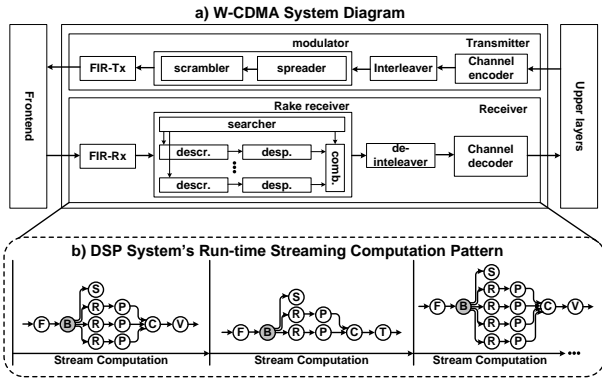 a) W-CDMA System Diagram
Frontend
Upper layers
Transmitter
modulator
FIR-Tx
scrambler
spreader
Interleaver
Channel encoder
Receiver
Rake receiver
searcher
FIR-Rx
descr.
desp.
descr.
desp.
comb.
de-inteleaver
Channel decoder
b) DSP System's Run-time Streaming Computation Pattern
S
F B R P C V
R P
R P
S
F B R P C T
R P
S
R P
F B R P C V
R P
R P
Stream Computation
Stream Computation
Stream Computation